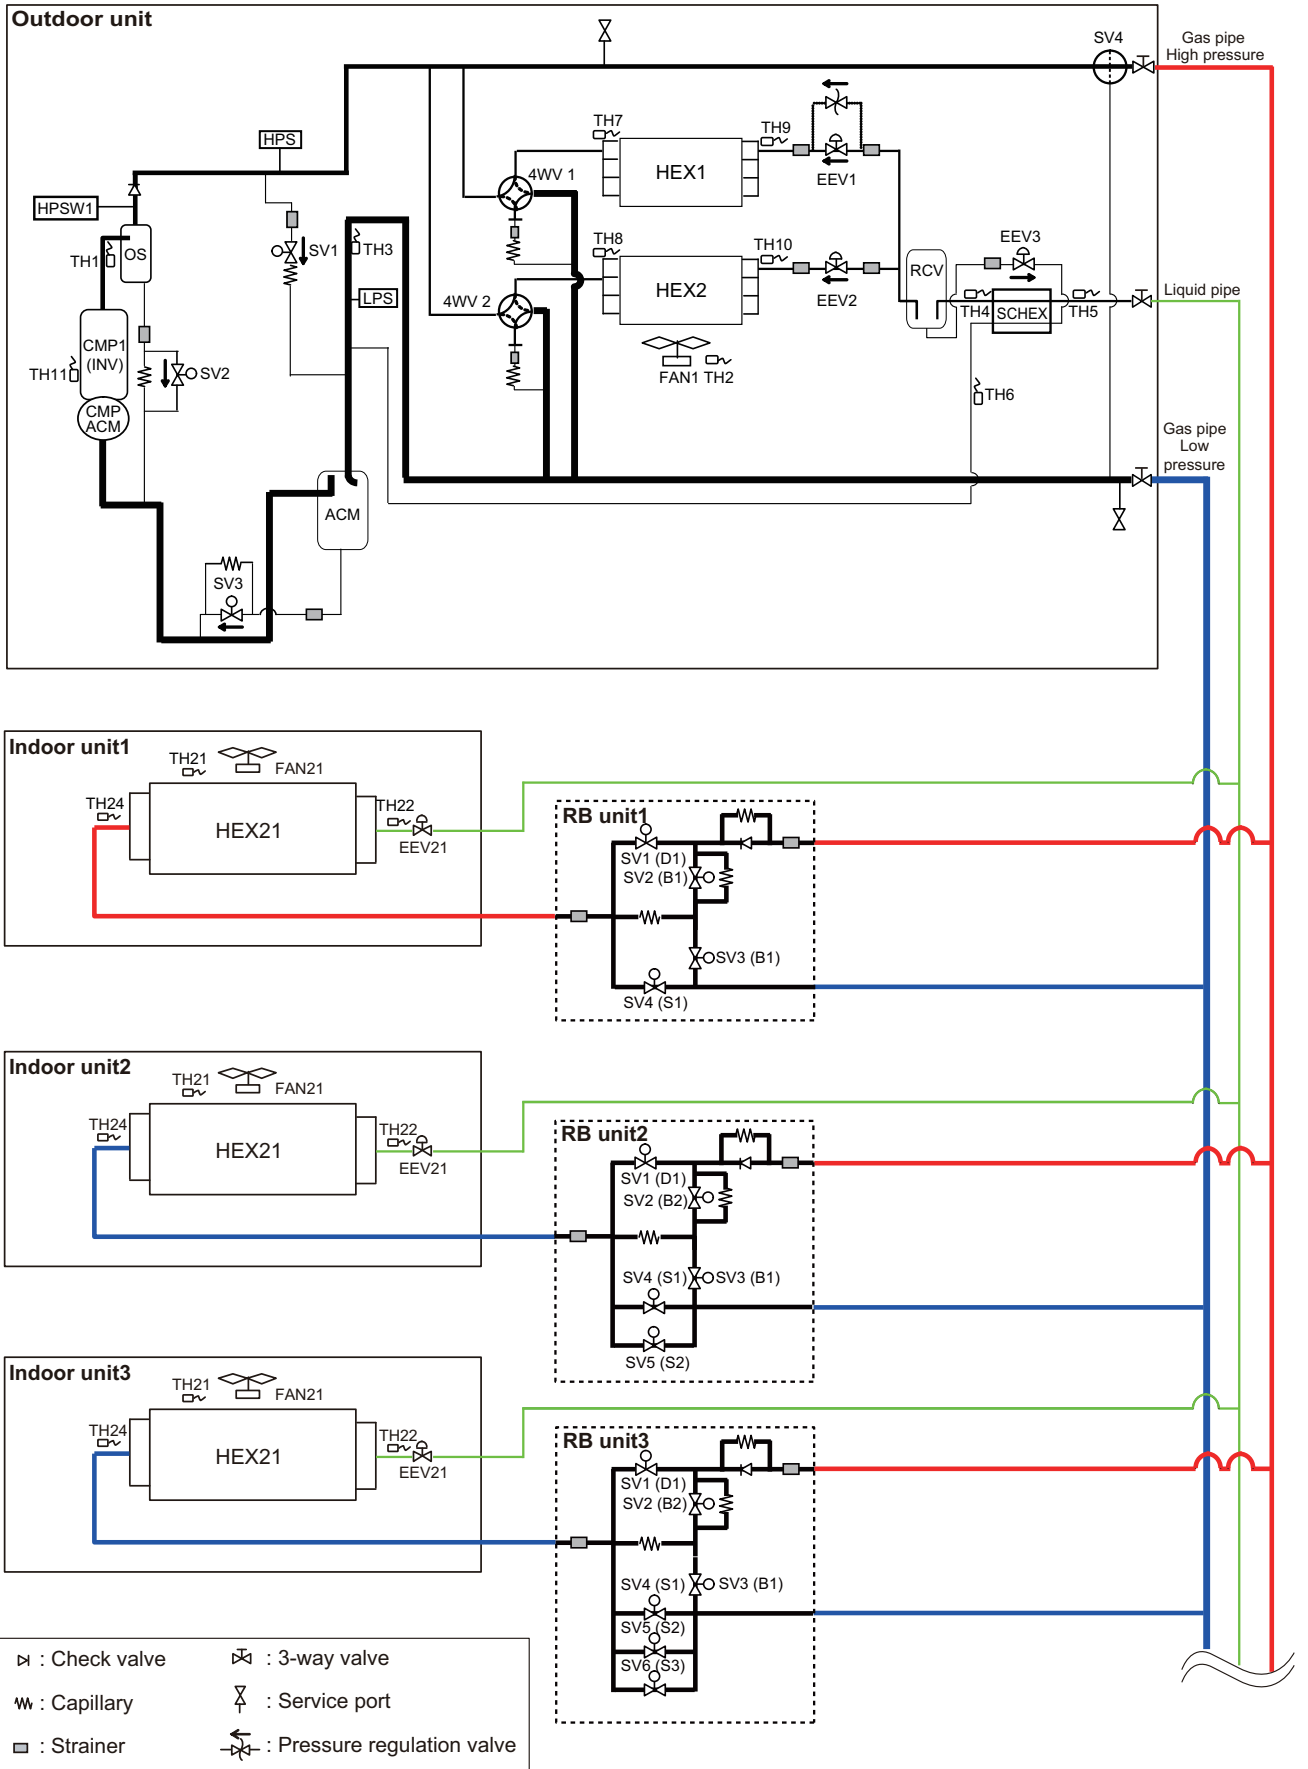 Outdoor unit
SV4
Gas pipe
High pressure
HPS
TH7
TH9
HEX1
4WV 1
EEV1
HPSW1
OS
TH1
SV1
TH3
TH8
TH10
EEV3
RCV
LPS
4WV 2
HEX2
EEV2
TH4
SCHEX
TH5
Liquid pipe
CMP1
(INV)
TH11
SV2
FAN1 TH2
TH6
CMP
ACM
Gas pipe
Low
pressure
ACM
SV3
Indoor unit1
TH21
FAN21
TH24
TH22
HEX21
EEV21
RB unit1
SV1 (D1)
SV2 (B1)
SV3 (B1)
SV4 (S1)
Indoor unit2
TH21
FAN21
TH24
TH22
HEX21
EEV21
RB unit2
SV1 (D1)
SV2 (B2)
SV4 (S1)
SV3 (B1)
SV5 (S2)
Indoor unit3
TH21
FAN21
TH24
TH22
HEX21
EEV21
RB unit3
SV1 (D1)
SV2 (B2)
SV4 (S1)
SV3 (B1)
SV5 (S2)
SV6 (S3)
: Check valve
: 3-way valve
: Capillary
: Service port
: Strainer
: Pressure regulation valve